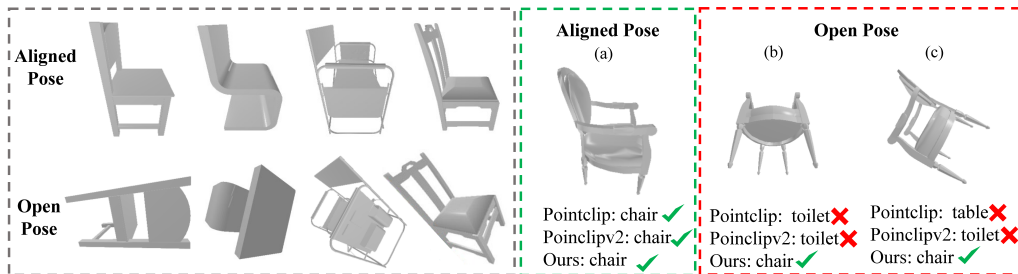 Aligned
Pose
Open
Pose
Aligned Pose
(a)
Pointclip: chair
Poinclipv2: chair
Ours: chair
Open Pose
(b)
(c)
Pointclip: toilet
Poinclipv2: toilet
Ours: chair
Pointclip: table
Poinclipv2: toilet
Ours: chair